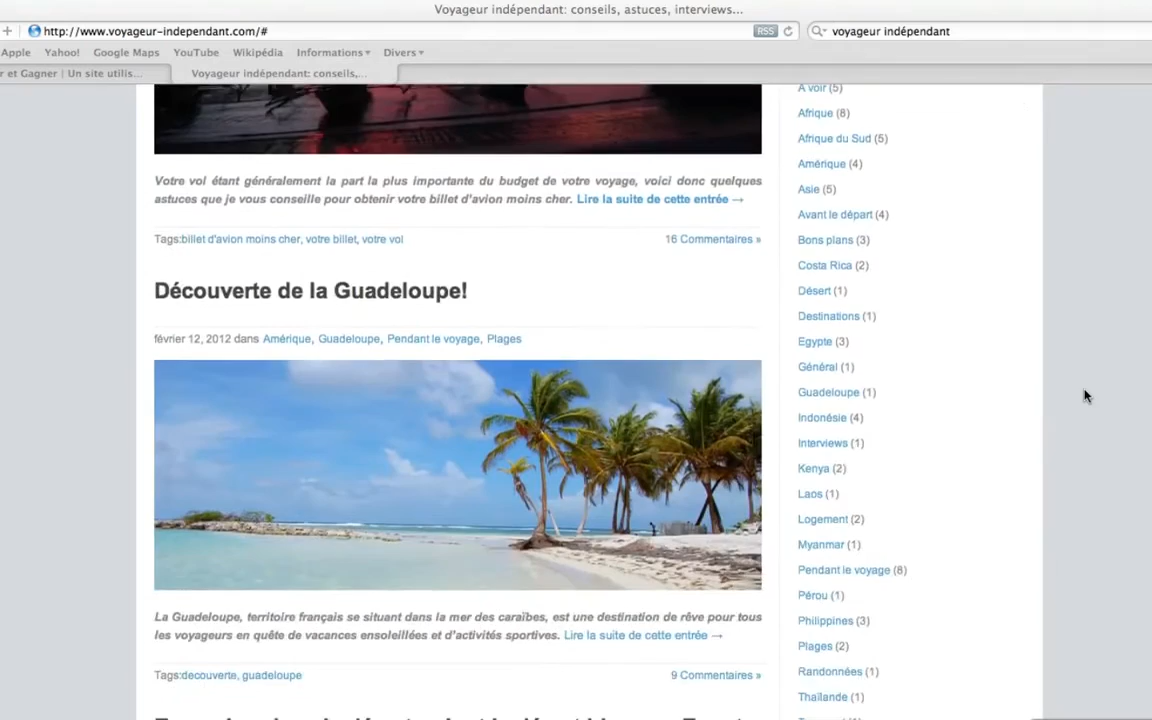 Voyageur indépendant: conseils, astuces, interviews...
http://www.voyageur-independant.com/#
RSS
voyageur indépendant
Apple Yahoo! Google Maps YouTube Wikipédia Informations Divers
r et Gagner | Un site utilis...
Voyageur indépendant: conseils,...
Votre vol étant généralement la part la plus importante du budget de votre voyage, voici donc quelques
astuces que je vous conseille pour obtenir votre billet d'avion moins cher. Lire la suite de cette entrée →
Tags:billet d'avion moins cher, votre billet, votre vol
16 Commentaires »
Découverte de la Guadeloupe!
février 12, 2012 dans Amérique, Guadeloupe, Pendant le voyage, Plages
La Guadeloupe, territoire français se situant dans la mer des caraïbes, est une destination de rêve pour tous
les voyageurs en quête de vacances ensoleillées et d'activités sportives. Lire la suite de cette entrée →
Tags:decouverte, guadeloupe
9 Commentaires »
A voir (5)
Afrique (8)
Afrique du Sud (5)
Amérique (4)
Asie (5)
Avant le départ (4)
Bons plans (3)
Costa Rica (2)
Désert (1)
Destinations (1)
Egypte (3)
Général (1)
Guadeloupe (1)
Indonésie (4)
Interviews (1)
Kenya (2)
Laos (1)
Logement (2)
Myanmar (1)
Pendant le voyage (8)
Pérou (1)
Philippines (3)
Plages (2)
Randonnées (1)
Thaïlande (1)